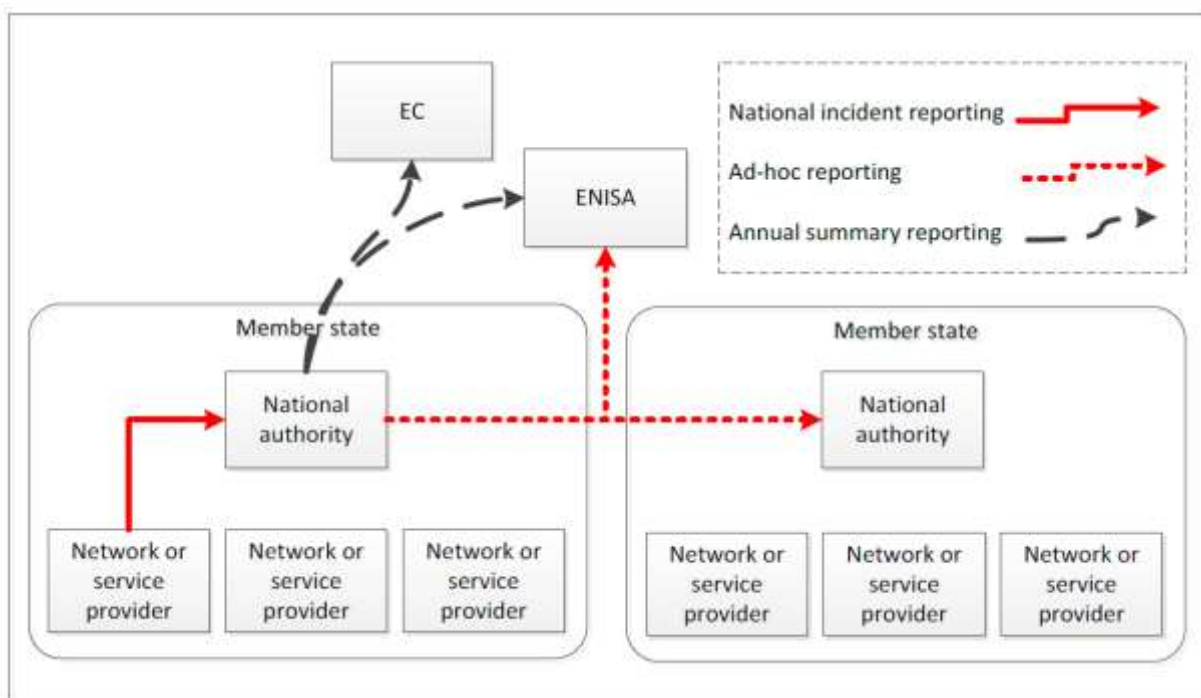 EC
ENISA
National incident reporting
Ad-hoc reporting
Annual summary reporting
Member state
National
authority
Network or
service
provider
Network or
service
provider
Network or
service
provider
Member state
National
authority
Network or
service
provider
Network or
service
provider
Network or
service
provider